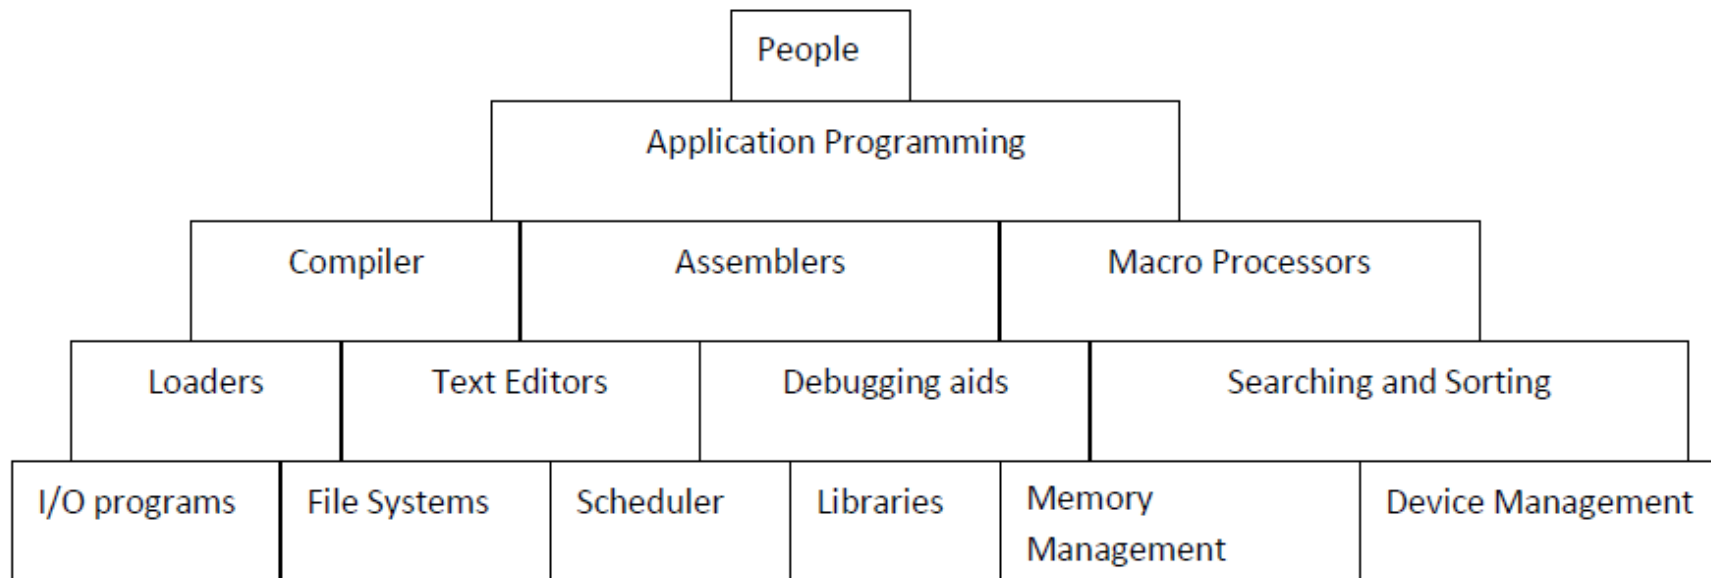 People
Application Programming
Compiler
Assemblers
Macro Processors
Loaders
Text Editors
Debugging aids
Searching and Sorting
I/O programs
File Systems
Scheduler
Libraries
Memory
Management
Device Management